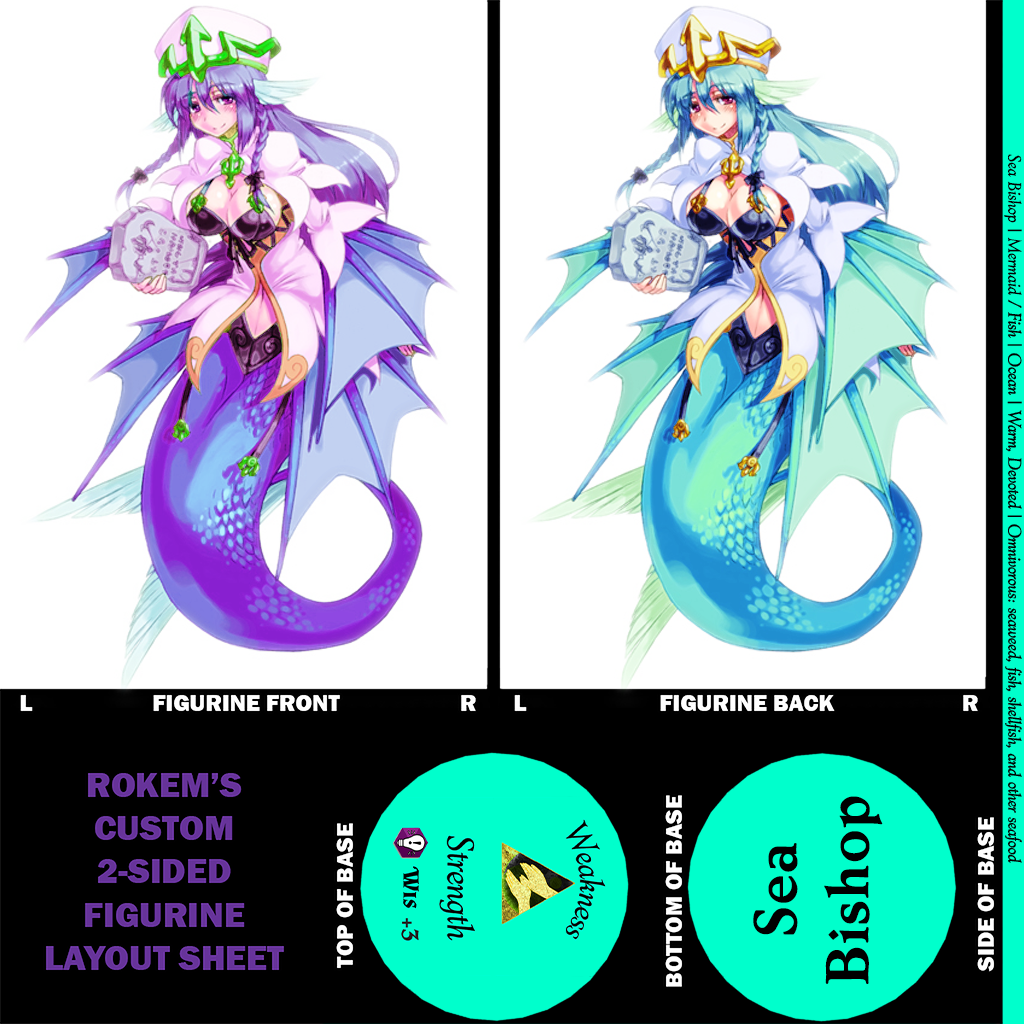 L
FIGURINE FRONT
R
L
FIGURINE BACK
R
Sea Bishop | Mermaid / Fish | Ocean | Warm, Devoted | Omnivorous: seaweed, fish, shellfish, and other seafood
ROKEM’S
CUSTOM
2-SIDED
FIGURINE
LAYOUT SHEET
TOP OF BASE
Weakness
Strength
Wis +3
BOTTOM OF BASE
Sea
Bishop
SIDE OF BASE